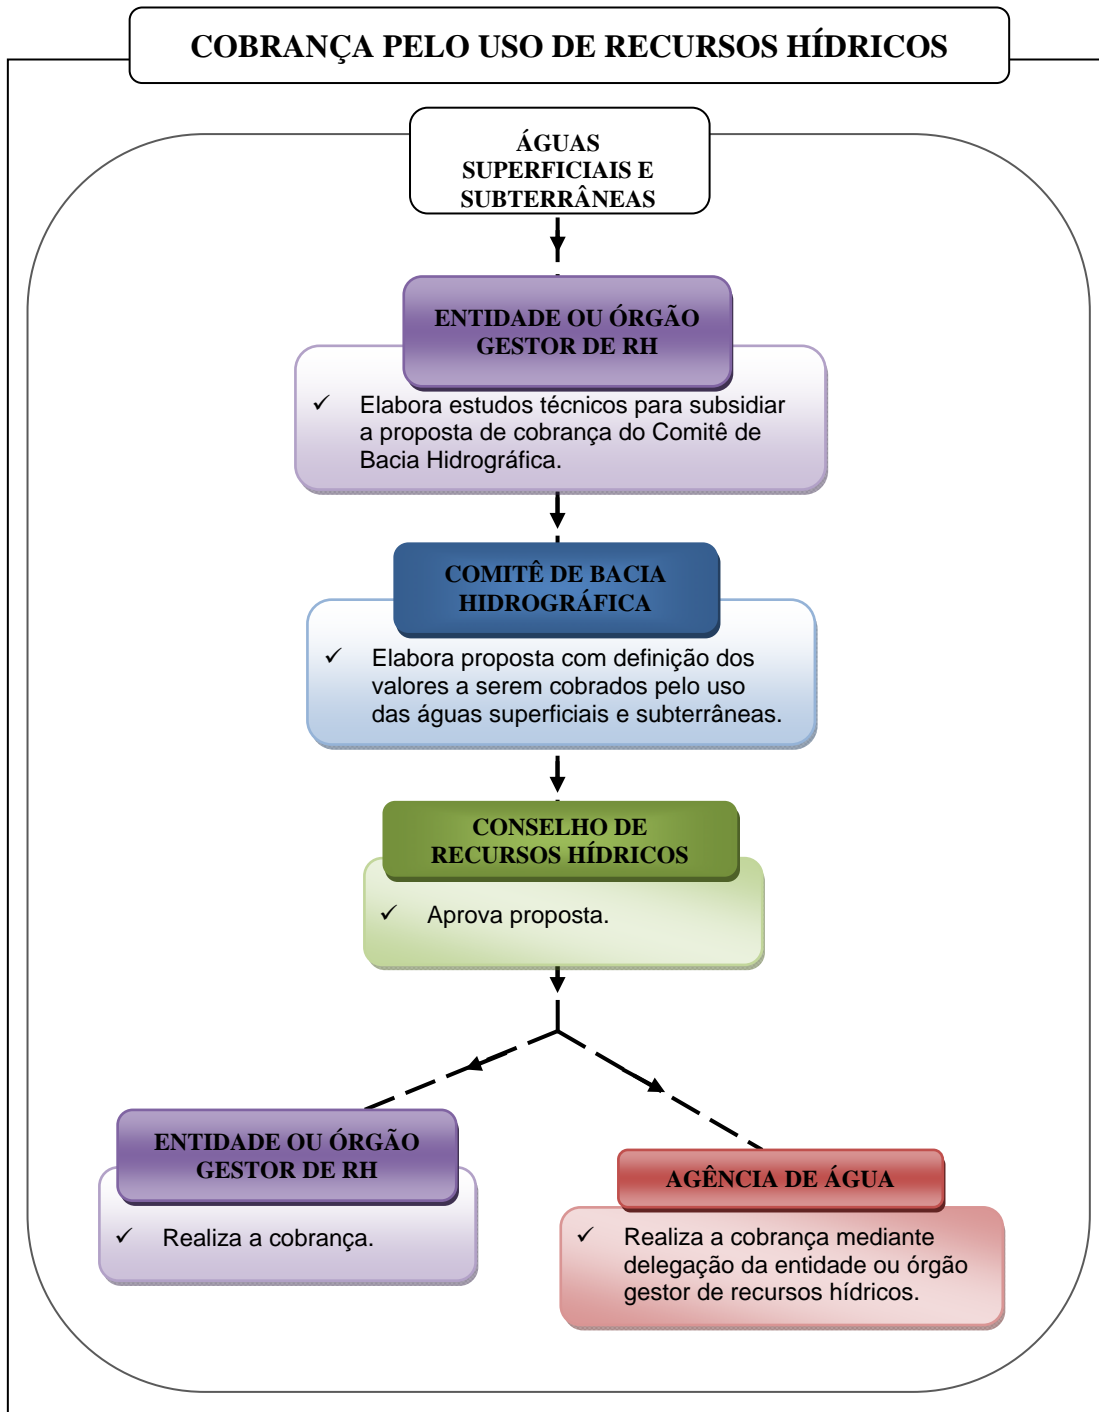 COBRANÇA PELO USO DE RECURSOS HÍDRICOS
ÁGUAS
SUPERFICIAIS E
SUBTERRÂNEAS
ENTIDADE OU ÓRGÃO
GESTOR DE RH
✓ Elabora estudos técnicos para subsidiar
a proposta de cobrança do Comitê de
Bacia Hidrográfica.
COMITÊ DE BACIA
HIDROGRÁFICA
✓ Elabora proposta com definição dos
valores a serem cobrados pelo uso
das águas superficiais e subterrâneas.
CONSELHO DE
RECURSOS HÍDRICOS
✓ Aprova proposta.
ENTIDADE OU ÓRGÃO
GESTOR DE RH
✓ Realiza a cobrança.
AGÊNCIA DE ÁGUA
✓ Realiza a cobrança mediante
delegação da entidade ou órgão
gestor de recursos hídricos.